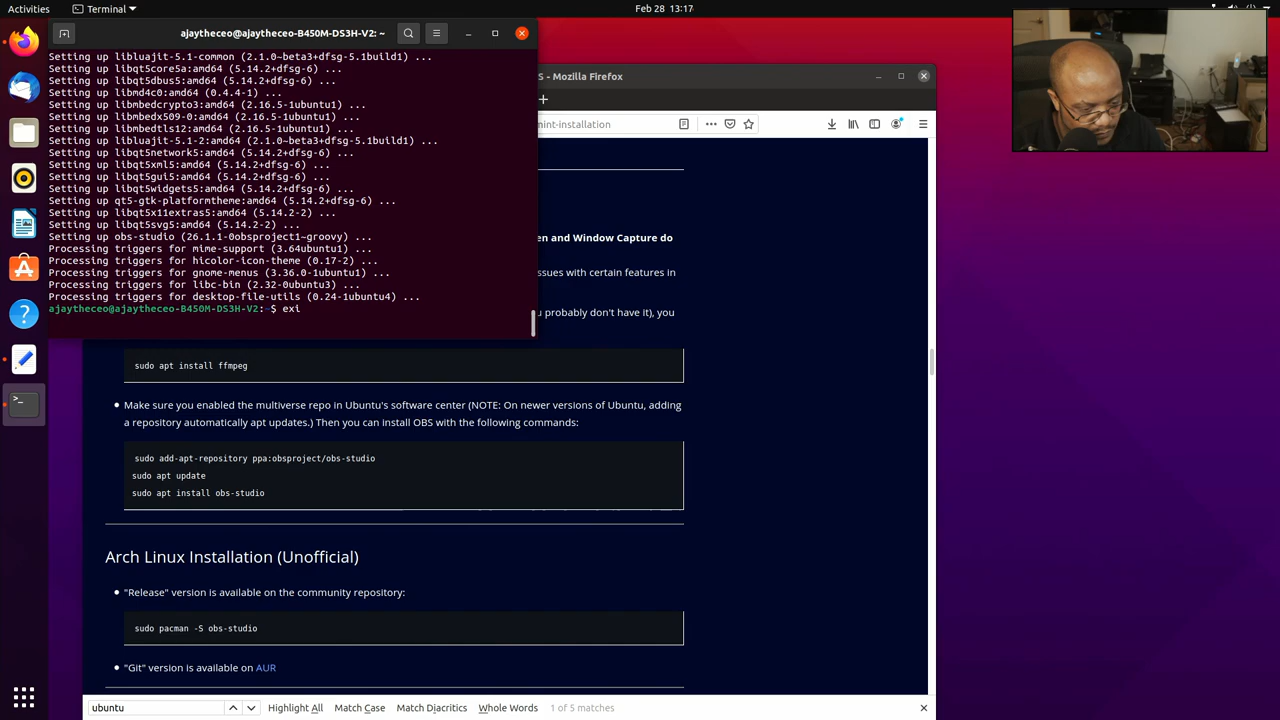 Activities
Terminal
Feb 28 13:17
ajaytheceo@ajaytheceo-B450M-DS3H-V2: ~
Setting up libluajit-5.1-common (2.1.0~beta3+dfsg-5.1build1) ...
Setting up libqt5core5a:amd64 (5.14.2+dfsg-6) ...
Setting up libqt5dbus5:amd64 (5.14.2+dfsg-6) ...
Setting up libmd4c0:amd64 (0.4.4-1) ...
Setting up libmbedcrypto3:amd64 (2.16.5-1ubuntu1) ...
Setting up libmbedx509-0:amd64 (2.16.5-1ubuntu1) ...
Setting up libmbedtls12:amd64 (2.16.5-1ubuntu1) ...
Setting up libluajit-5.1-2:amd64 (2.1.0~beta3+dfsg-5.1build1) ...
Setting up libqt5network5:amd64 (5.14.2+dfsg-6) ...
Setting up libqt5xml5:amd64 (5.14.2+dfsg-6) ...
Setting up libqt5gui5:amd64 (5.14.2+dfsg-6) ...
Setting up libqt5widgets5:amd64 (5.14.2+dfsg-6) ...
Setting up qt5-gtk-platformtheme:amd64 (5.14.2+dfsg-6) ...
Setting up libqt5x11extras5:amd64 (5.14.2-2) ...
Setting up libqt5svg5:amd64 (5.14.2-2) ...
Setting up obs-studio (26.1.1-0obsproject1~groovy) ...
Processing triggers for mime-support (3.64ubuntu1) ...
Processing triggers for hicolor-icon-theme (0.17-2) ...
Processing triggers for gnome-menus (3.36.0-1ubuntu1) ...
Processing triggers for libc-bin (2.32-0ubuntu3) ...
Processing triggers for desktop-file-utils (0.24-1ubuntu4) ...
ajaytheceo@ajaytheceo-B450M-DS3H-V2:~$ exi
S - Mozilla Firefox
mint-installation
en and Window Capture do
issues with certain features in
u probably don't have it), you
sudo apt install ffmpeg
Make sure you enabled the multiverse repo in Ubuntu's software center (NOTE: On newer versions of Ubuntu, adding
a repository automatically apt updates.) Then you can install OBS with the following commands:
sudo add-apt-repository ppa:obsproject/obs-studio
sudo apt update
sudo apt install obs-studio
Arch Linux Installation (Unofficial)
"Release" version is available on the community repository:
sudo pacman -S obs-studio
"Git" version is available on AUR
ubuntu
Highlight All
Match Case
Match Diacritics
Whole Words
1 of 5 matches